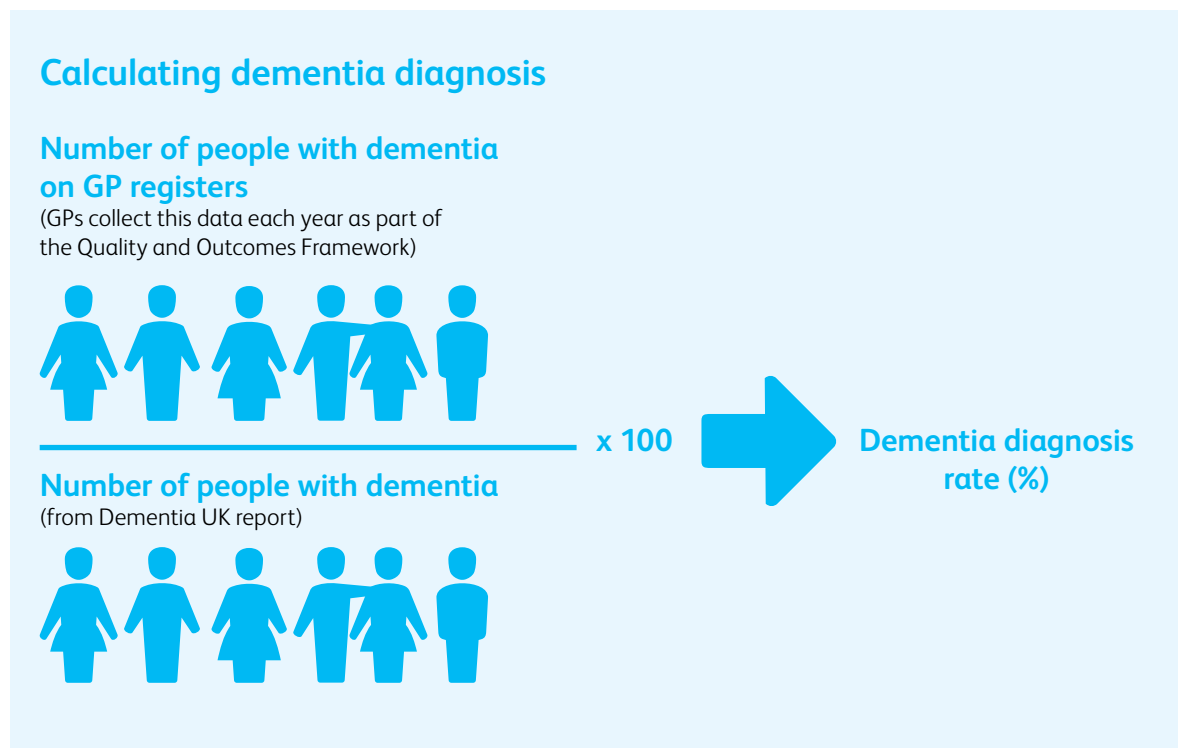 Calculating dementia diagnosis
Number of people with dementia
on GP registers
(GPs collect this data each year as part of
the Quality and Outcomes Framework)
x 100
Dementia diagnosis
rate (%)
Number of people with dementia
(from Dementia UK report)